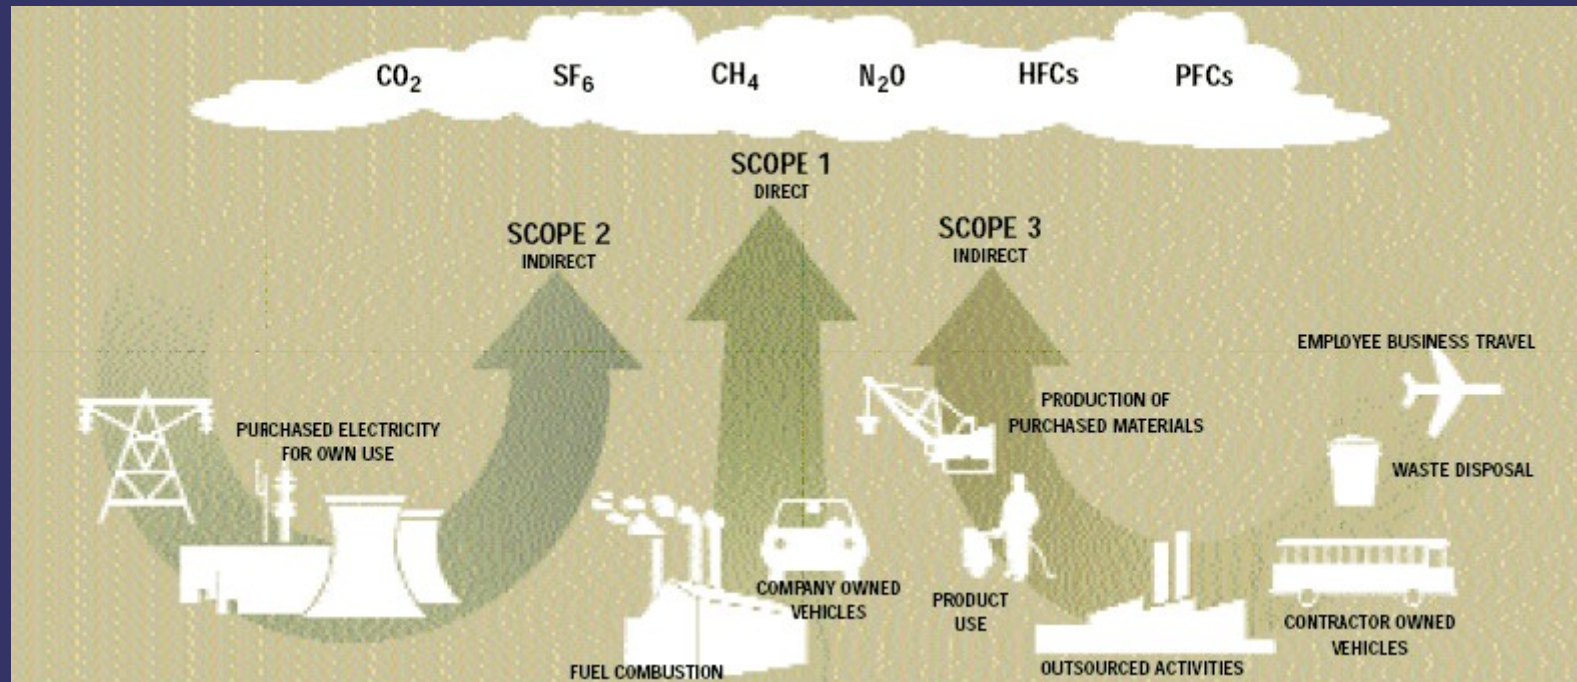 CO₂ SF₆ CH₄ N₂O HFCs PFCs
SCOPE 1
DIRECT
SCOPE 2
INDIRECT
SCOPE 3
INDIRECT
EMPLOYEE BUSINESS TRAVEL
PURCHASED ELECTRICITY
FOR OWN USE
PRODUCTION OF
PURCHASED MATERIALS
WASTE DISPOSAL
COMPANY OWNED
VEHICLES
PRODUCT
USE
CONTRACTOR OWNED
VEHICLES
FUEL COMBUSTION
OUTSOURCED ACTIVITIES